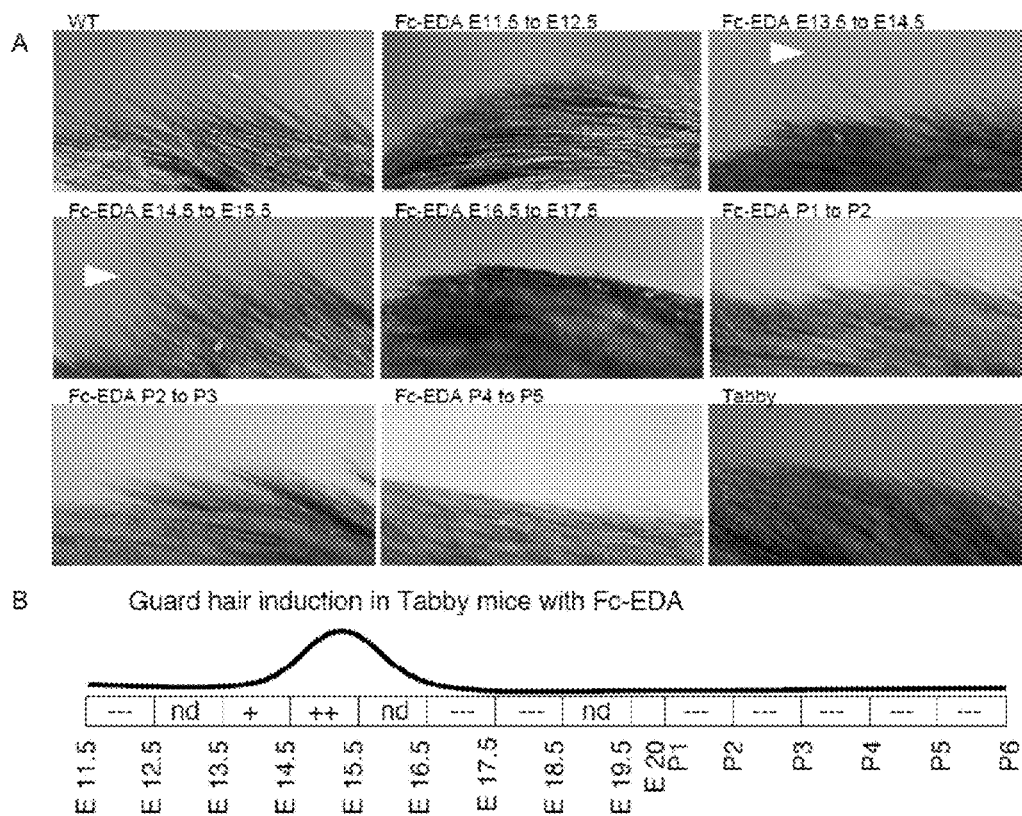 A
WT
Fc-EDA E11.5 to E12.5
Fc-EDA E13.5 to E14.5
Fc-EDA E14.5 to E15.5
Fc-EDA E16.5 to E17.5
Fc-EDA P1 to P2
Fc-EDA P2 to P3
Fc-EDA P4 to P5
Tabby
B
Guard hair induction in Tabby mice with Fc-EDA
--- nd + ++ nd --- --- nd --- --- --- --- ---
E 11.5
E 12.5
E 13.5
E 14.5
E 15.5
E 16.5
E 17.5
E 18.5
E 19.5
E 20
P1
P2
P3
P4
P5
P6